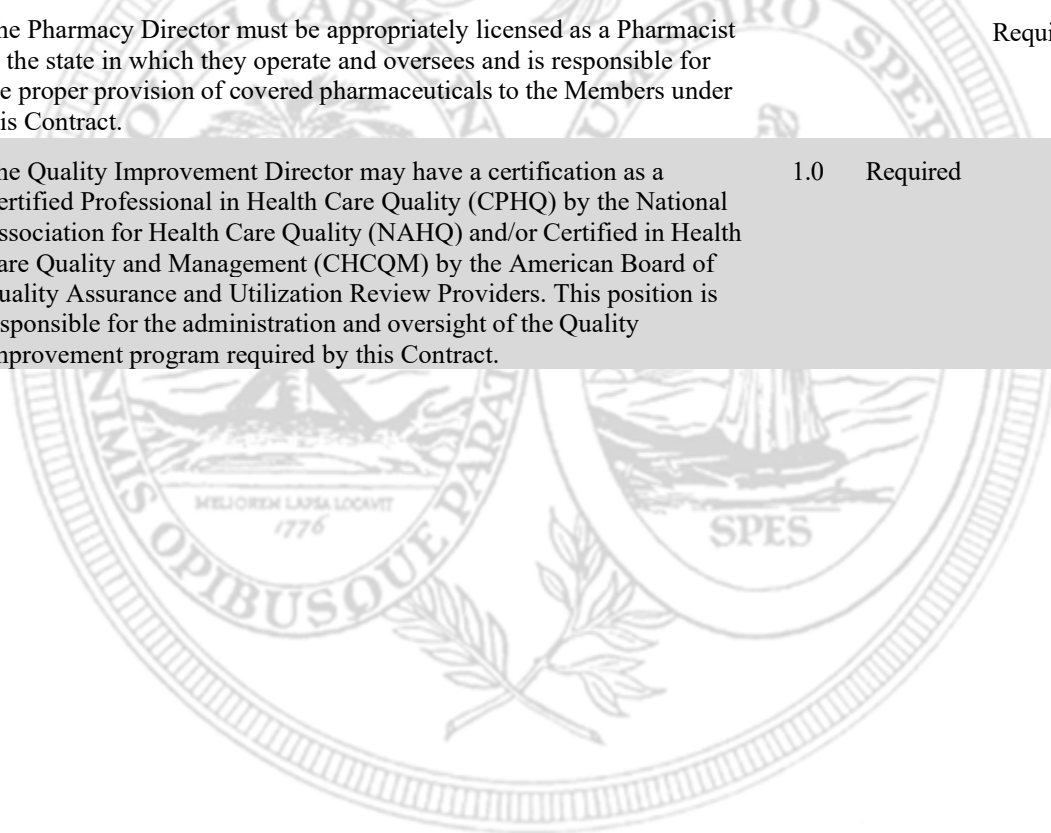 he Pharmacy Director must be appropriately licensed as a Pharmacist
the state in which they operate and oversees and is responsible for
e proper provision of covered pharmaceuticals to the Members under
is Contract.
Requi
he Quality Improvement Director may have a certification as a
ertified Professional in Health Care Quality (CPHQ) by the National
ssociation for Health Care Quality (NAHQ) and/or Certified in Health
are Quality and Management (CHCQM) by the American Board of
uality Assurance and Utilization Review Providers. This position is
sponsible for the administration and oversight of the Quality
mprovement program required by this Contract.
1.0 Required
MELIOREM LAPSA LOCAVIT
1776
SPES
NIMIS OPIBUSQUE PARAT